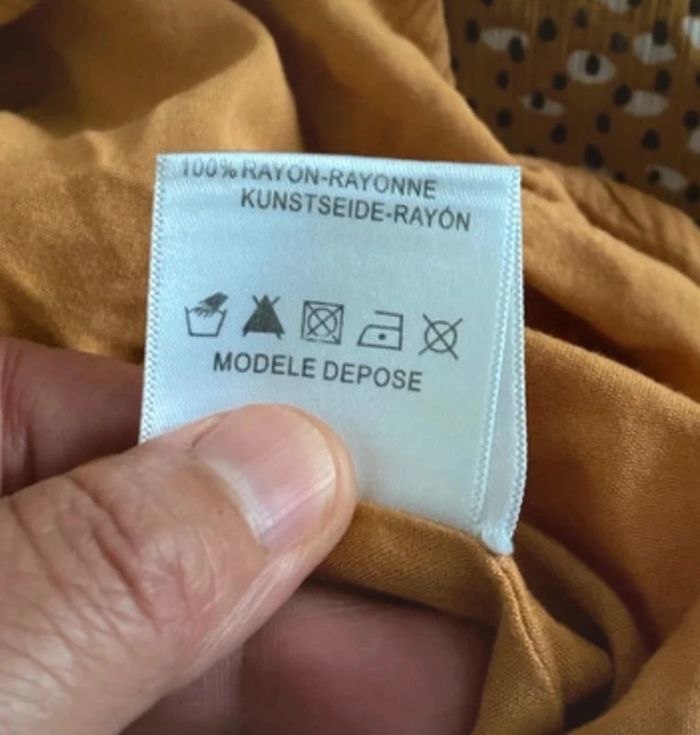 100% RAYON-RAYONNE
KUNSTSEIDE-RAYÓN
MODELE DEPOSE